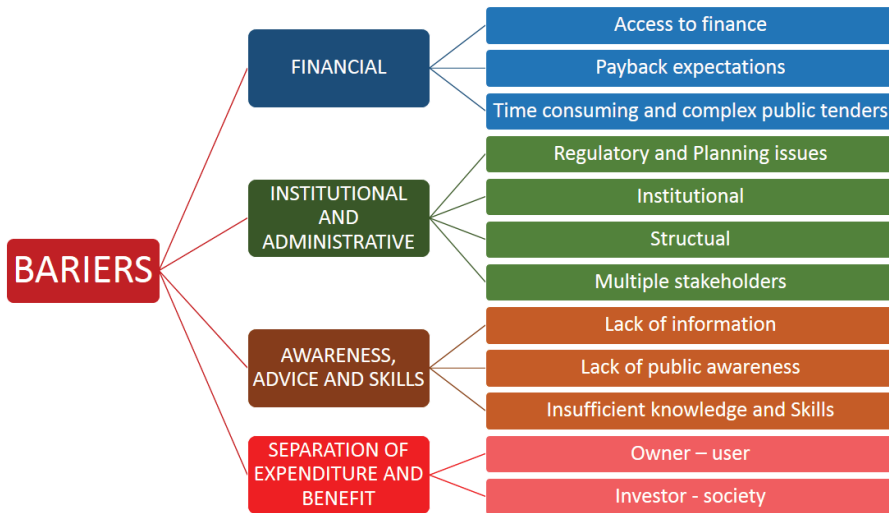 BARIERS
FINANCIAL
Access to finance
Payback expectations
Time consuming and complex public tenders
INSTITUTIONAL
AND
ADMINISTRATIVE
Regulatory and Planning issues
Institutional
Structual
Multiple stakeholders
AWARENESS,
ADVICE AND SKILLS
Lack of information
Lack of public awareness
Insufficient knowledge and Skills
SEPARATION OF
EXPENDITURE AND
BENEFIT
Owner – user
Investor - society